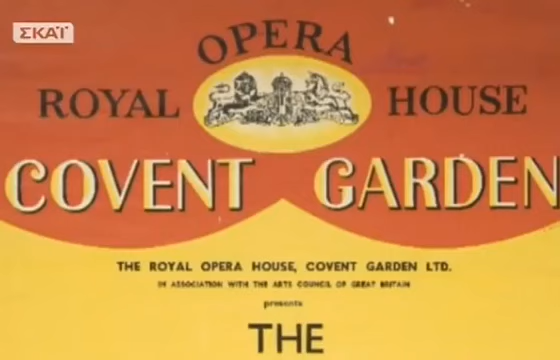 ΣΚΑΪ
OPERA
ROYAL HOUSE
COVENT GARDEN
THE ROYAL OPERA HOUSE, COVENT GARDEN LTD.
IN ASSOCIATION WITH THE ARTS COUNCIL OF GREAT BRITAIN
presents
THE